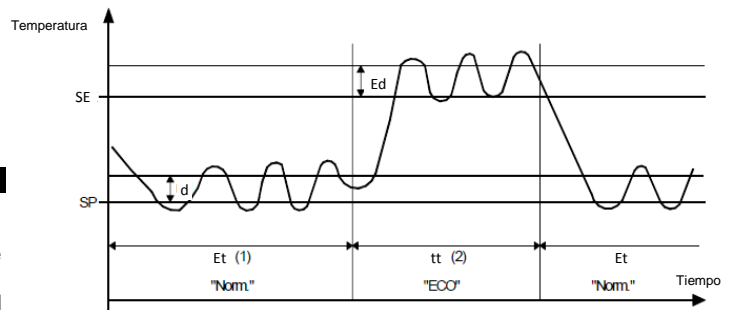 Temperatura
Ed
SE
d
SP
Et (1) tt (2) Et
"Norm." "ECO" "Norm." Tiempo